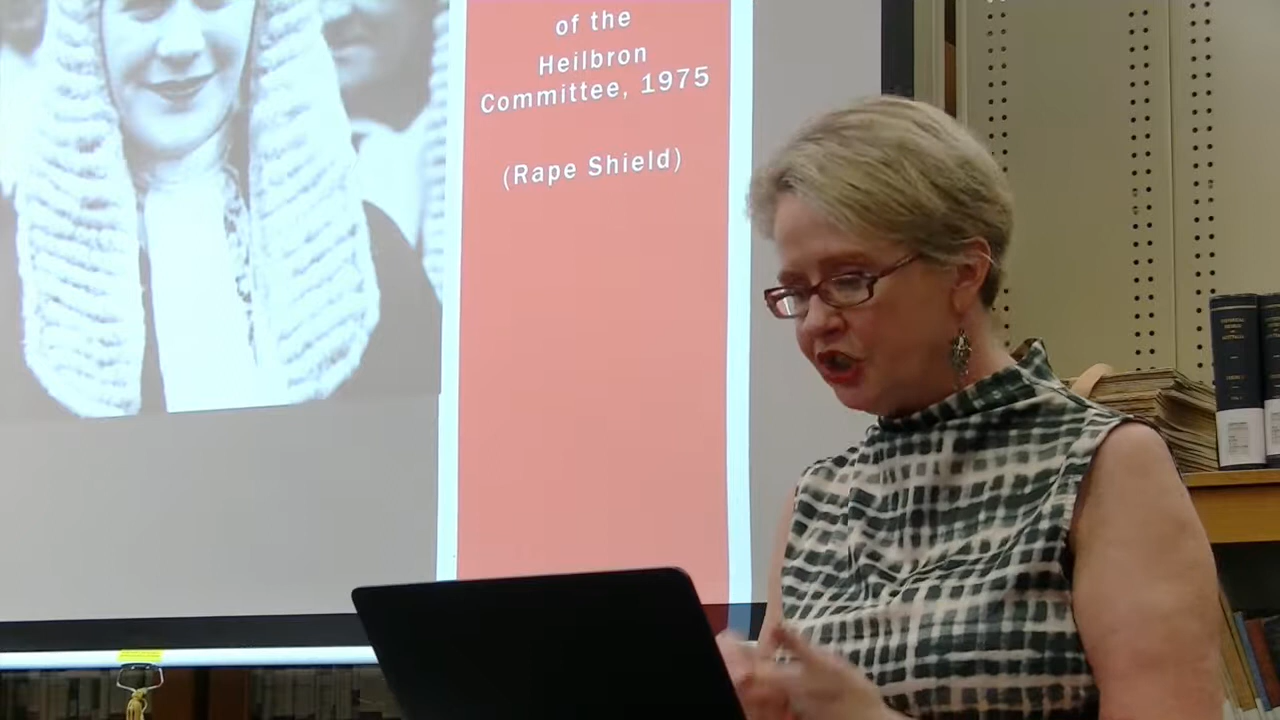 of the
Heilbron
Committee, 1975
(Rape Shield)